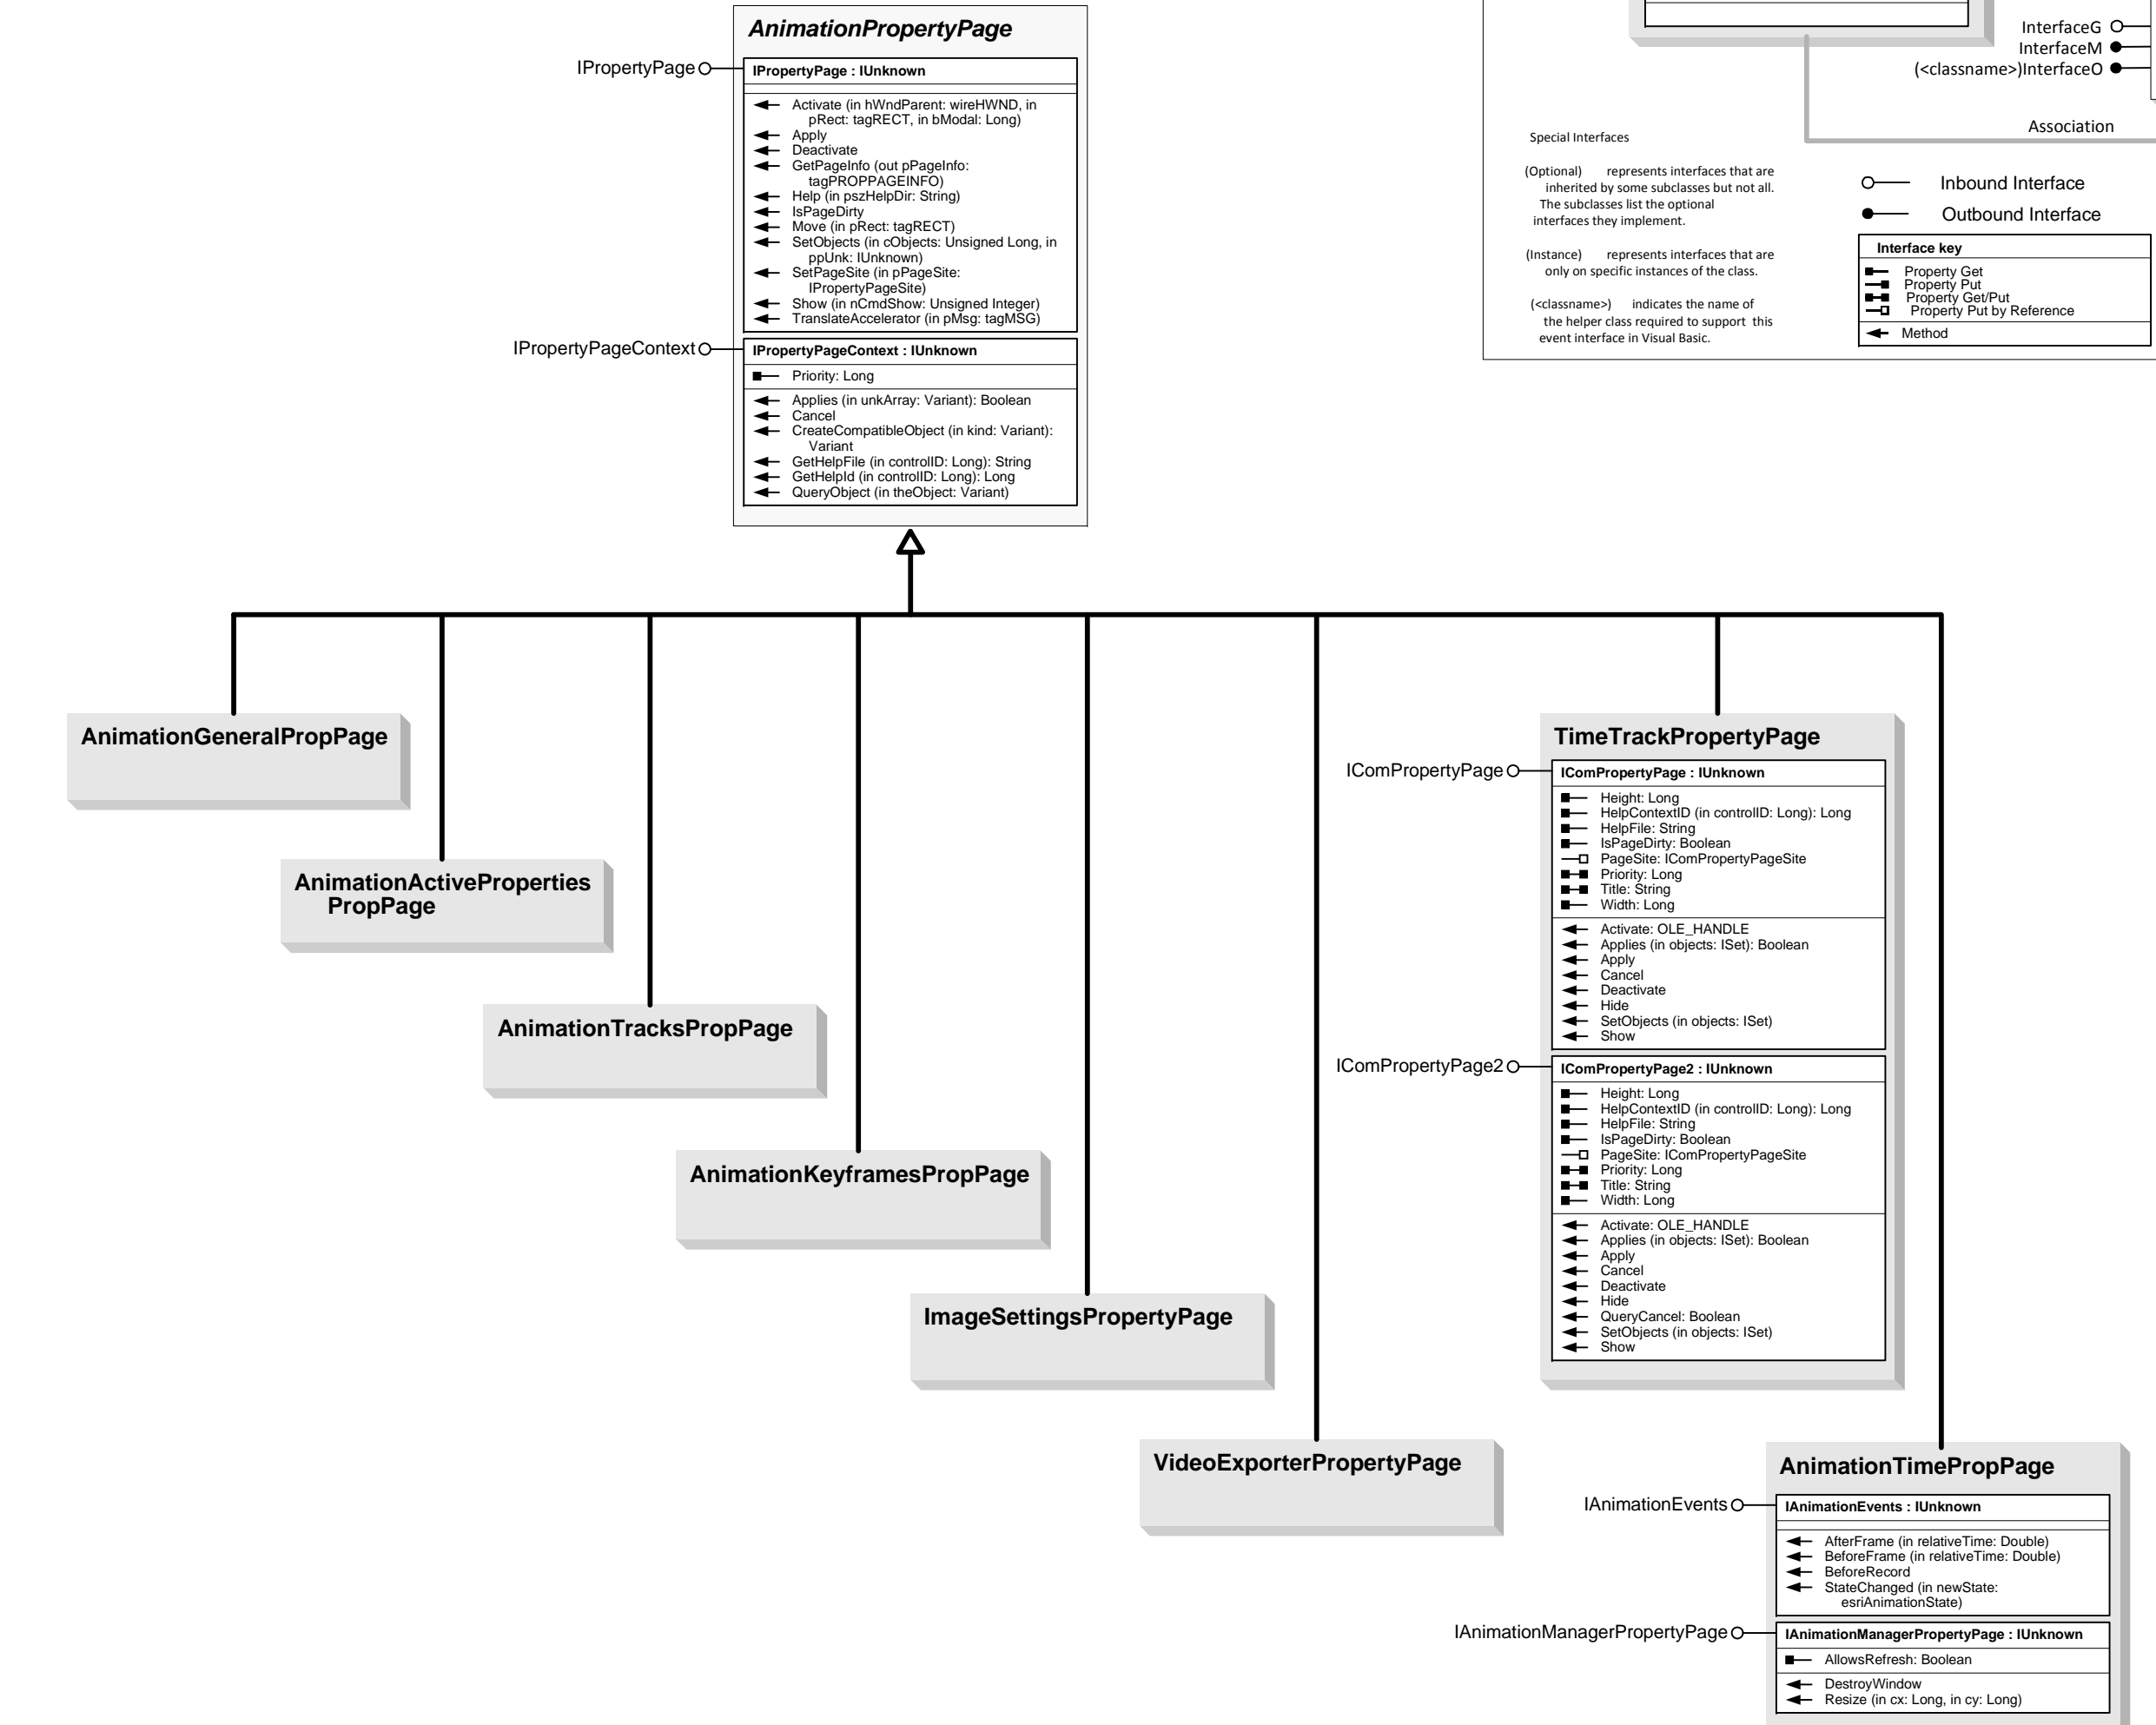 AnimationPropertyPage
IPropertyPage
IPropertyPage : IUnknown
Activate (in hWndParent: wireHWND, in
pRect: tagRECT, in bModal: Long)
Apply
Deactivate
GetPageInfo (out pPageInfo:
tagPROPPAGEINFO)
Help (in pszHelpDir: String)
IsPageDirty
Move (in pRect: tagRECT)
SetObjects (in cObjects: Unsigned Long, in
ppUnk: IUnknown)
SetPageSite (in pPageSite:
IPropertyPageSite)
Show (in nCmdShow: Unsigned Integer)
TranslateAccelerator (in pMsg: tagMSG)
IPropertyPageContext
IPropertyPageContext : IUnknown
Priority: Long
Applies (in unkArray: Variant): Boolean
Cancel
CreateCompatibleObject (in kind: Variant):
Variant
GetHelpFile (in controlID: Long): String
GetHelpId (in controlID: Long): Long
QueryObject (in theObject: Variant)
InterfaceG
InterfaceM
(<classname>)InterfaceO
Association
Special Interfaces
(Optional) represents interfaces that are
inherited by some subclasses but not all.
The subclasses list the optional
interfaces they implement.
(Instance) represents interfaces that are
only on specific instances of the class.
(<classname>) indicates the name of
the helper class required to support this
event interface in Visual Basic.
Inbound Interface
Outbound Interface
Interface key
Property Get
Property Put
Property Get/Put
Property Put by Reference
Method
AnimationGeneralPropPage
AnimationActiveProperties
PropPage
AnimationTracksPropPage
AnimationKeyframesPropPage
ImageSettingsPropertyPage
VideoExporterPropertyPage
TimeTrackPropertyPage
IComPropertyPage
IComPropertyPage : IUnknown
Height: Long
HelpContextID (in controlID: Long): Long
HelpFile: String
IsPageDirty: Boolean
PageSite: IComPropertyPageSite
Priority: Long
Title: String
Width: Long
Activate: OLE_HANDLE
Applies (in objects: ISet): Boolean
Apply
Cancel
Deactivate
Hide
SetObjects (in objects: ISet)
Show
IComPropertyPage2
IComPropertyPage2 : IUnknown
Height: Long
HelpContextID (in controlID: Long): Long
HelpFile: String
IsPageDirty: Boolean
PageSite: IComPropertyPageSite
Priority: Long
Title: String
Width: Long
Activate: OLE_HANDLE
Applies (in objects: ISet): Boolean
Apply
Cancel
Deactivate
Hide
QueryCancel: Boolean
SetObjects (in objects: ISet)
Show
AnimationTimePropPage
IAnimationEvents
IAnimationEvents : IUnknown
AfterFrame (in relativeTime: Double)
BeforeFrame (in relativeTime: Double)
BeforeRecord
StateChanged (in newState:
esriAnimationState)
IAnimationManagerPropertyPage
IAnimationManagerPropertyPage : IUnknown
AllowsRefresh: Boolean
DestroyWindow
Resize (in cx: Long, in cy: Long)